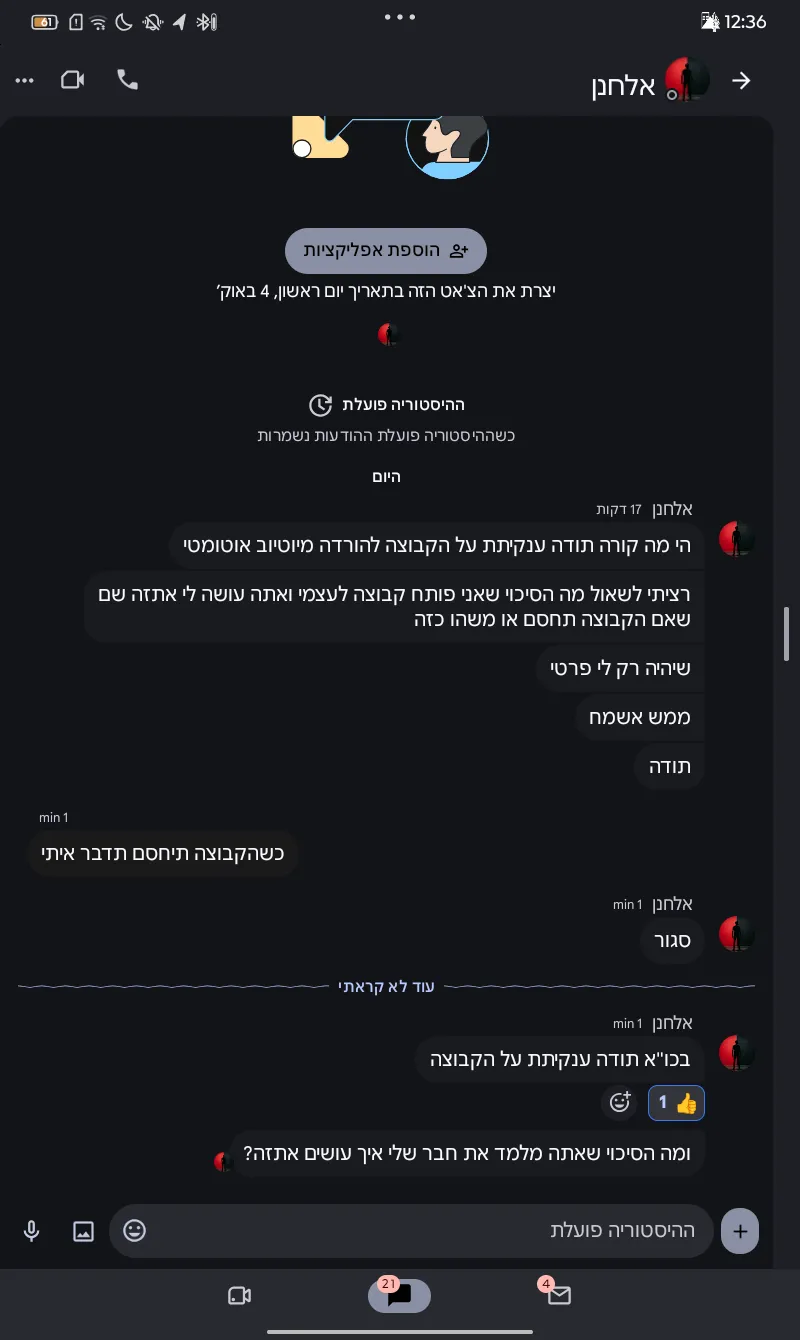 61
12:36
אלחנן
הוספת אפליקציות
יצרת את הצ'אט הזה בתאריך יום ראשון, 4 באוק׳
ההיסטוריה פועלת
כשההיסטוריה פועלת ההודעות נשמרות
היום
אלחנן 17 דקות
הי מה קורה תודה ענקיתת על הקבוצה להורדה מיוטיוב אוטומטי
רציתי לשאול מה הסיכוי שאני פותח קבוצה לעצמי ואתה עושה לי אתזה שם
שאם הקבוצה תחסם או משהו כזה
שיהיה רק לי פרטי
ממש אשמח
תודה
1 min
כשהקבוצה תיחסם תדבר איתי
אלחנן 1 min
סגור
עוד לא קראתי
אלחנן 1 min
בכו"א תודה ענקיתת על הקבוצה
👍 1
ומה הסיכוי שאתה מלמד את חבר שלי איך עושים אתזה?
ההיסטוריה פועלת
4
21